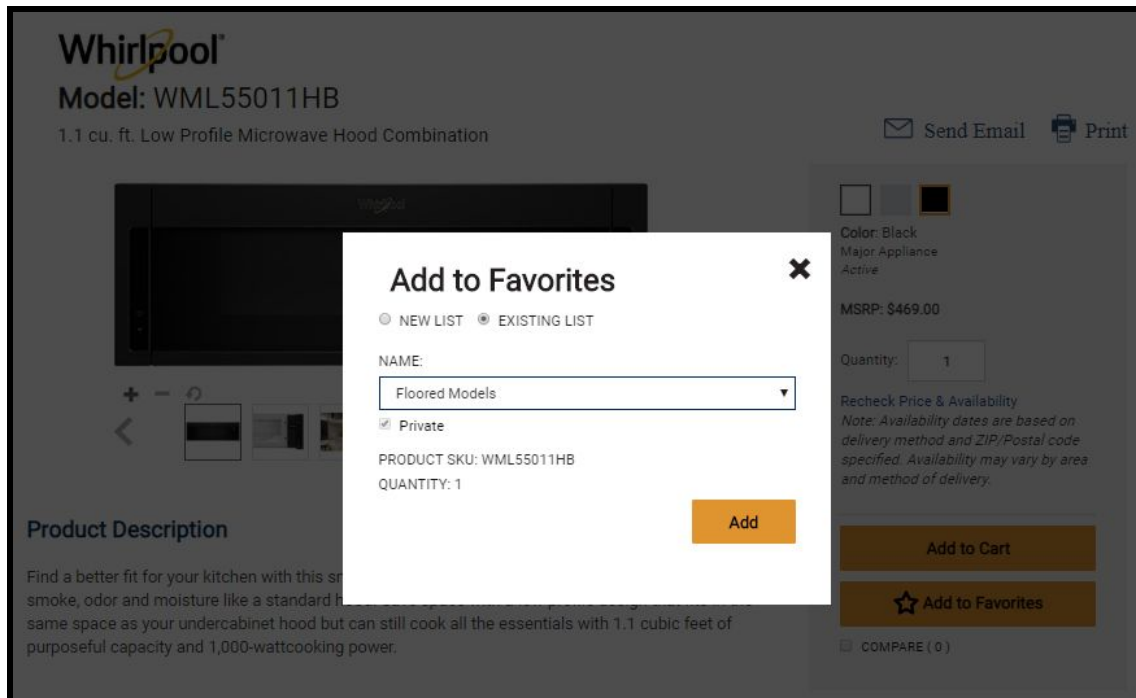 Whirlpool
Model: WML55011HB
1.1 cu. ft. Low Profile Microwave Hood Combination
Send Email
Print
Whirlpool
Color: Black
Major Appliance
Active
MSRP: $469.00
Quantity: 1
Recheck Price & Availability
Note: Availability dates are based on
delivery method and ZIP/Postal code
specified. Availability may vary by area
and method of delivery.
Add to Cart
Add to Favorites
COMPARE ( 0 )
Add to Favorites
NEW LIST
EXISTING LIST
NAME:
Floored Models
Private
PRODUCT SKU: WML55011HB
QUANTITY: 1
Add
Product Description
Find a better fit for your kitchen with this
smoke, odor and moisture like a standard
same space as your undercabinet hood but can still cook all the essentials with 1.1 cubic feet of
purposeful capacity and 1,000-wattcooking power.